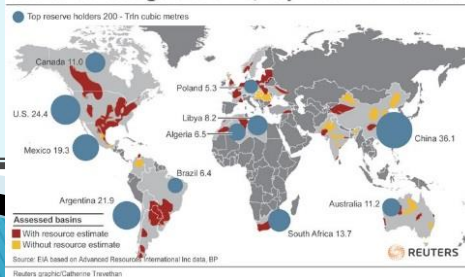 Top reserve holders 200 - Trln cubic metres
Canada 11.0
Poland 5.3
U.S. 24.4
Libya 8.2
Algeria 6.5
China 36.1
Mexico 19.3
Brazil 6.4
Argentina 21.9
Australia 11.2
South Africa 13.7
Assessed basins
With resource estimate
Without resource estimate
Source: EIA based on Advanced Resources International Inc data, BP
REUTERS
Reuters graphic/Catherine Trevethan